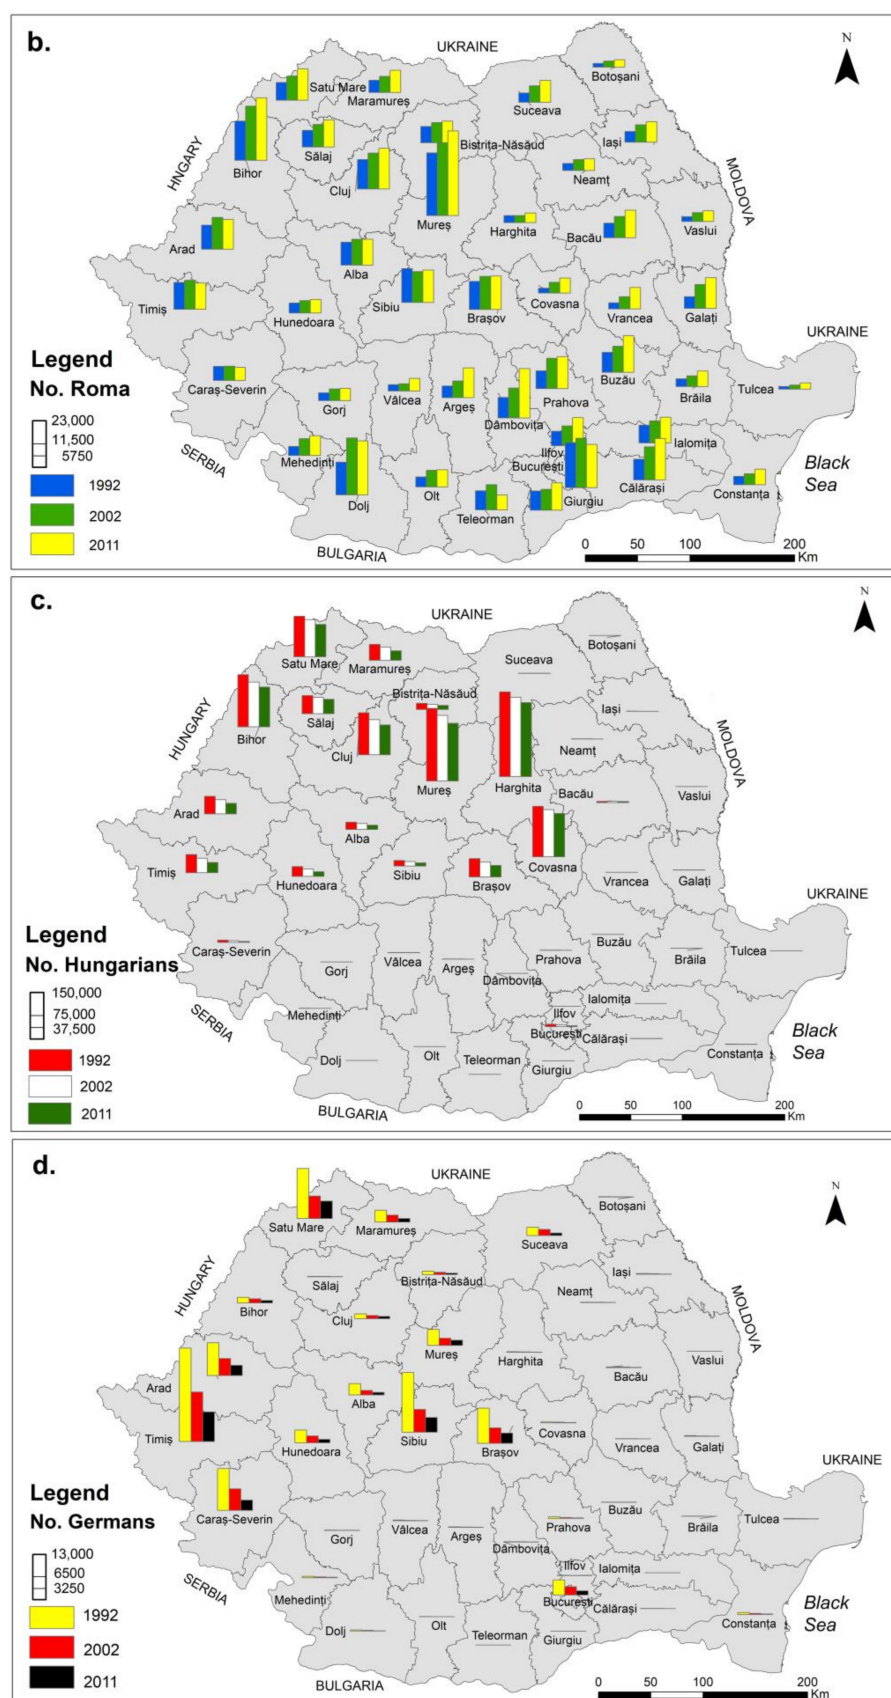 b.
UKRAINE
N
Botoșani
Satu Mare
Maramureș
Suceava
HNGARY
Bistrița-Năsăud
Iași
Sălaj
Bihor
Cluj
Neamț
MOLDOVA
Mureș
Harghita
Bacău
Vaslui
Arad
Alba
Timiș
Hunedoara
Sibiu
Brașov
Covasna
Vrancea
Galați
UKRAINE
Legend
No. Roma
Caraș-Severin
Gorj
Vâlcea
Argeș
Dâmbovița
Prahova
Buzău
Brăila
Tulcea
23,000
11,500
5750
SERBIA
Mehedinți
Ilfov
București
Ialomița
Black
Sea
1992
Dolj
Olt
Teleorman
Giurgiu
Călărași
Constanța
2002
2011
BULGARIA
0 50 100 200
Km
c.
UKRAINE
N
Botoșani
Satu Mare
Maramureș
Suceava
HUNGARY
Bistrița-Năsăud
Iași
Sălaj
Bihor
Cluj
Neamț
MOLDOVA
Mureș
Harghita
Bacău
Vaslui
Arad
Alba
Timiș
Hunedoara
Sibiu
Brașov
Covasna
Vrancea
Galați
UKRAINE
Legend
No. Hungarians
Caraș-Severin
Gorj
Vâlcea
Argeș
Dâmbovița
Prahova
Buzău
Brăila
Tulcea
150,000
75,000
37,500
SERBIA
Mehedinți
Ilfov
București
Ialomița
Călărași
Black
Sea
1992
Dolj
Olt
Teleorman
Giurgiu
Constanța
2002
2011
BULGARIA
0 50 100 200
Km
d.
UKRAINE
N
Botoșani
Satu Mare
Maramureș
Suceava
HUNGARY
Bistrița-Năsăud
Iași
Sălaj
Bihor
Cluj
Neamț
MOLDOVA
Mureș
Harghita
Bacău
Vaslui
Arad
Alba
Timiș
Hunedoara
Sibiu
Brașov
Covasna
Vrancea
Galați
UKRAINE
Legend
No. Germans
Caraș-Severin
Gorj
Vâlcea
Argeș
Dâmbovița
Prahova
Buzău
Brăila
Tulcea
13,000
6500
3250
SERBIA
Mehedinți
Ilfov
București
Ialomița
Călărași
Black
Sea
1992
Dolj
Olt
Teleorman
Giurgiu
Constanța
2002
2011
BULGARIA
0 50 100 200
Km